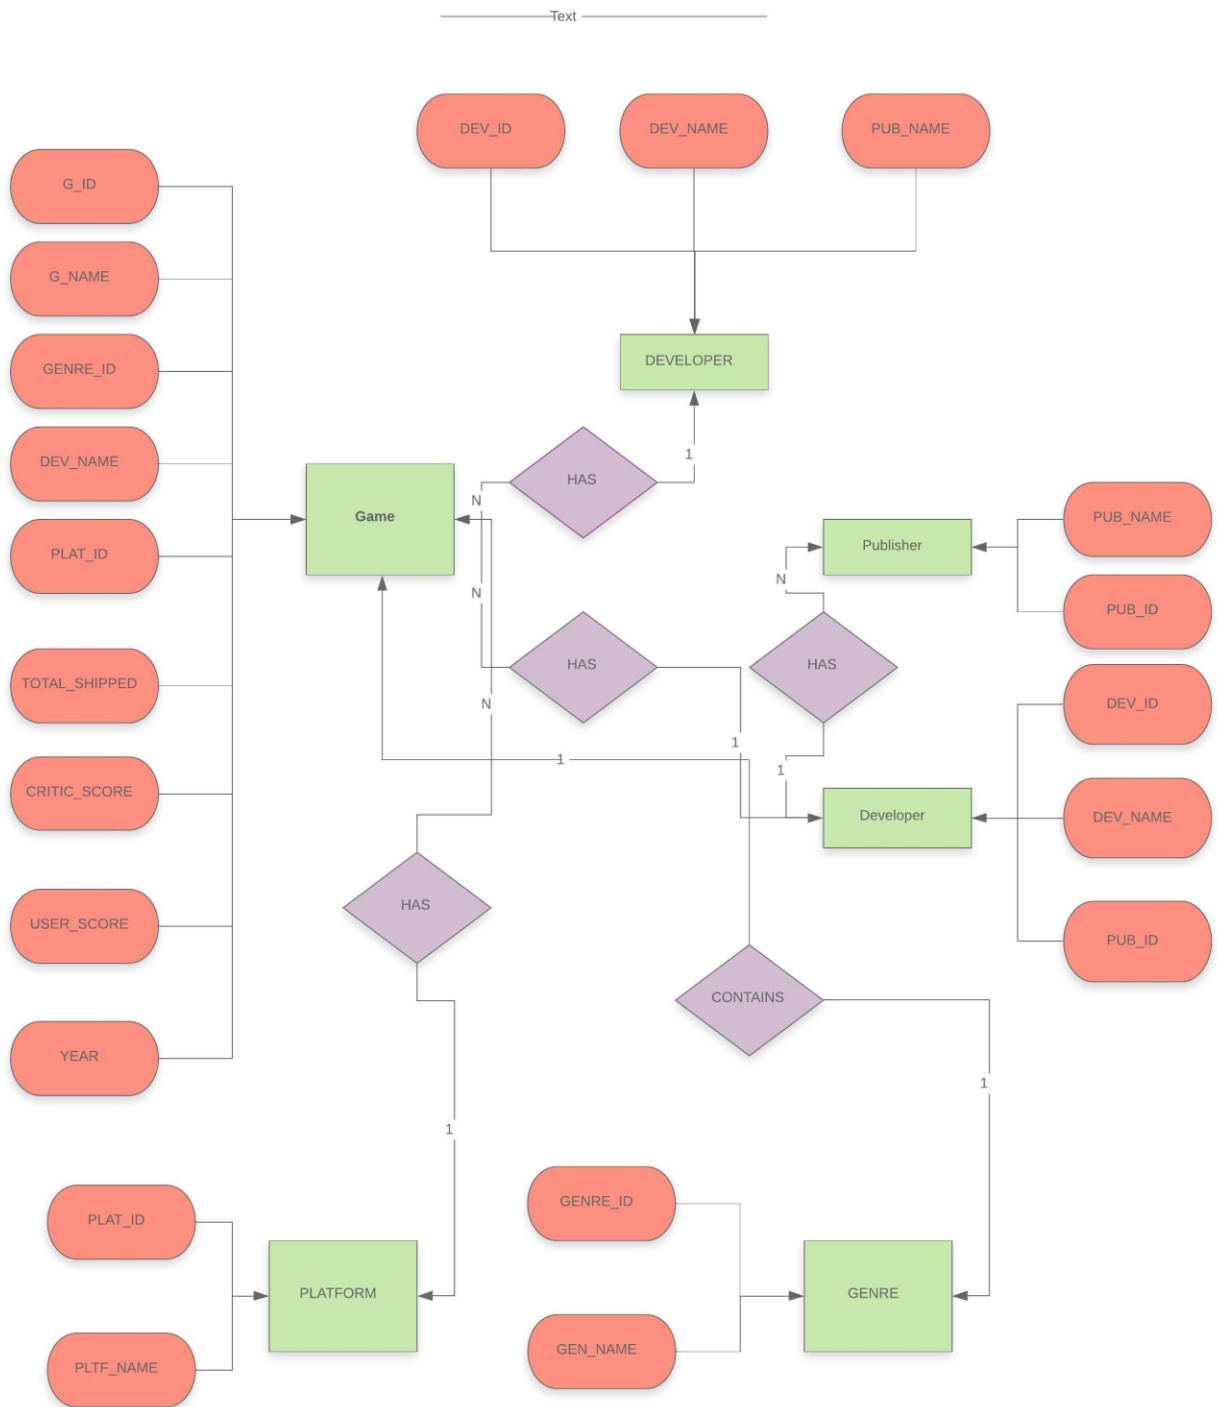 Text
DEV_ID
DEV_NAME
PUB_NAME
G_ID
G_NAME
GENRE_ID
DEV_NAME
PLAT_ID
TOTAL_SHIPPED
CRITIC_SCORE
USER_SCORE
YEAR
DEVELOPER
HAS
1
N
Game
N
HAS
N
1
1
Publisher
PUB_NAME
PUB_ID
N
HAS
1
Developer
DEV_ID
DEV_NAME
PUB_ID
HAS
1
CONTAINS
1
PLAT_ID
PLTF_NAME
PLATFORM
GENRE_ID
GEN_NAME
GENRE